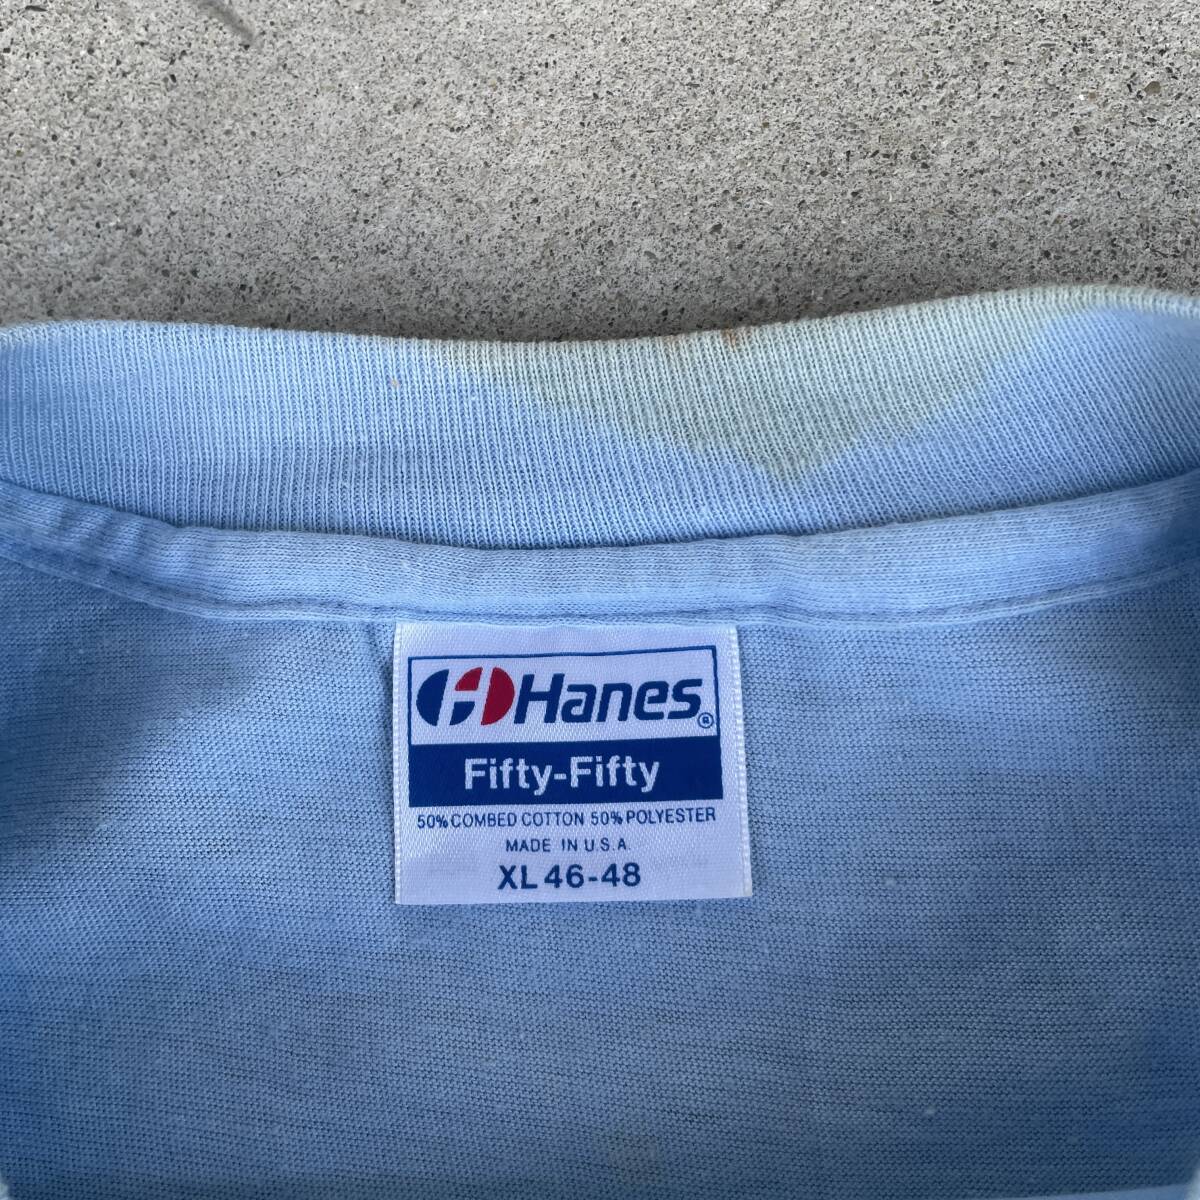 Hanes®
Fifty-Fifty
50% COMBED COTTON 50% POLYESTER
MADE IN U.S.A.
XL 46-48